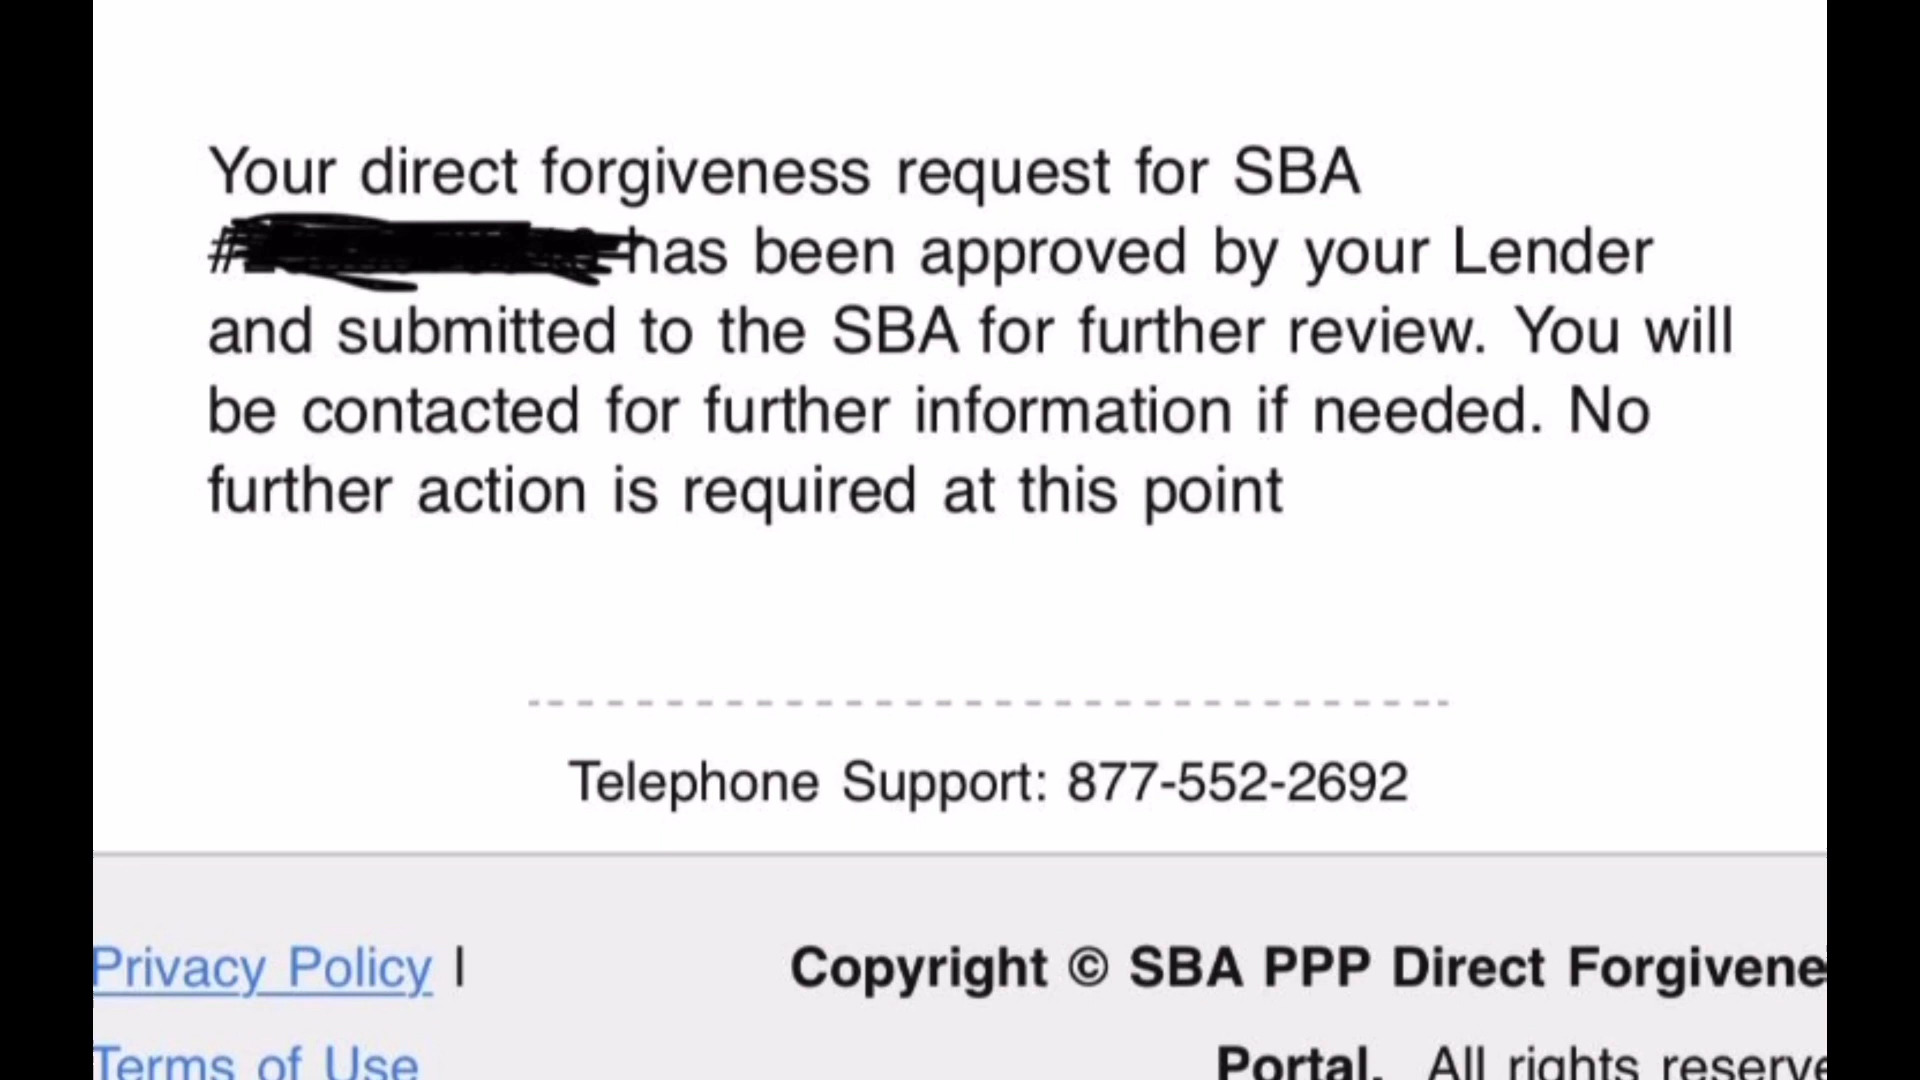 Your direct forgiveness request for SBA
# has been approved by your Lender
and submitted to the SBA for further review. You will
be contacted for further information if needed. No
further action is required at this point
Telephone Support: 877-552-2692
Privacy Policy |
Copyright © SBA PPP Direct Forgivene
Terms of Use
Portal. All rights reserve